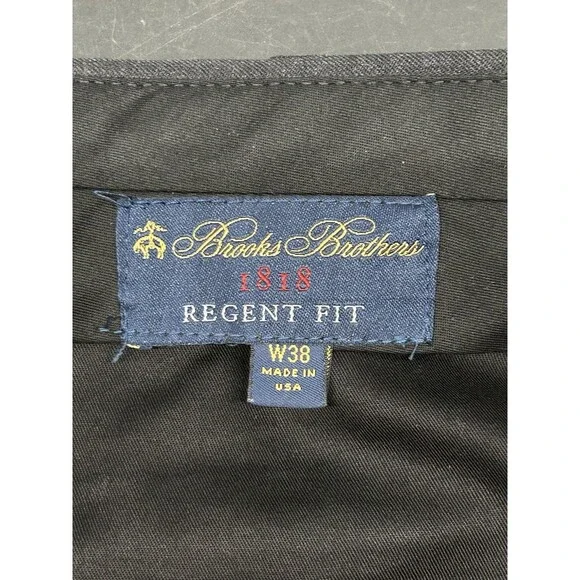 Brooks Brothers
1818
REGENT FIT
W38
MADE IN
USA